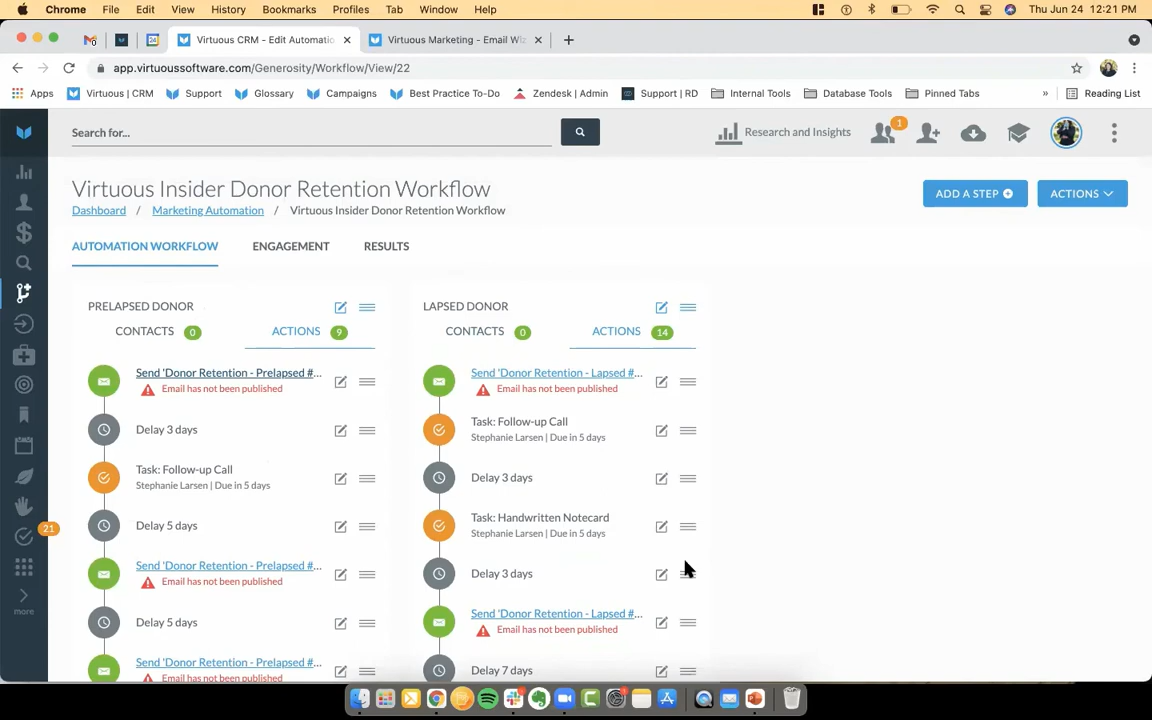 Chrome File Edit View History Bookmarks Profiles Tab Window Help Thu Jun 24 12:21 PM
Virtuous CRM - Edit Automatio × Virtuous Marketing - Email Wi × +
app.virtuoussoftware.com/Generosity/Workflow/View/22
Apps Virtuous | CRM Support Glossary Campaigns Best Practice To-Do Zendesk | Admin Support | RD Internal Tools Database Tools Pinned Tabs » Reading List
Search for... Research and Insights 1
Virtuous Insider Donor Retention Workflow
ADD A STEP ACTIONS
Dashboard / Marketing Automation / Virtuous Insider Donor Retention Workflow
AUTOMATION WORKFLOW ENGAGEMENT RESULTS
PRELAPSED DONOR
CONTACTS 0 ACTIONS 9
Send 'Donor Retention - Prelapsed #...
Email has not been published
Delay 3 days
Task: Follow-up Call
Stephanie Larsen | Due in 5 days
Delay 5 days
Send 'Donor Retention - Prelapsed #...
Email has not been published
Delay 5 days
Send 'Donor Retention - Prelapsed #...
Email has not been published
LAPSED DONOR
CONTACTS 0 ACTIONS 14
Send 'Donor Retention - Lapsed #...
Email has not been published
Task: Follow-up Call
Stephanie Larsen | Due in 5 days
Delay 3 days
Task: Handwritten Notecard
Stephanie Larsen | Due in 5 days
Delay 3 days
Send 'Donor Retention - Lapsed #...
Email has not been published
Delay 7 days
21
more